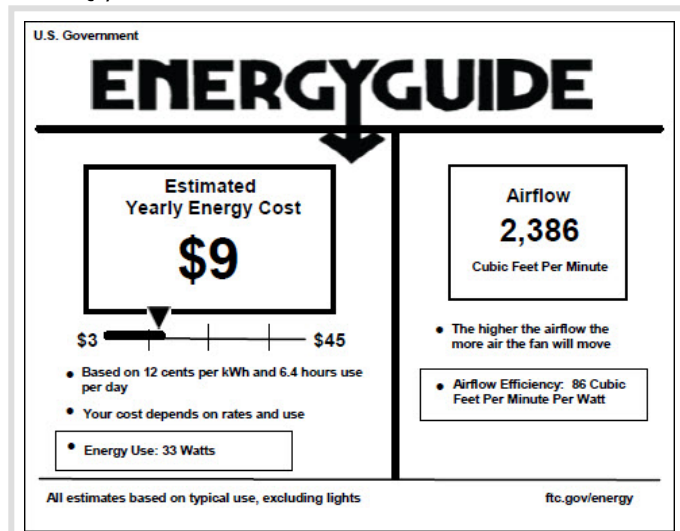 U.S. Government
ENERGYGUIDE
Estimated
Yearly Energy Cost
$9
$3
$45
• Based on 12 cents per kWh and 6.4 hours use
per day
• Your cost depends on rates and use
• Energy Use: 33 Watts
Airflow
2,386
Cubic Feet Per Minute
• The higher the airflow the
more air the fan will move
• Airflow Efficiency: 86 Cubic
Feet Per Minute Per Watt
All estimates based on typical use, excluding lights
ftc.gov/energy